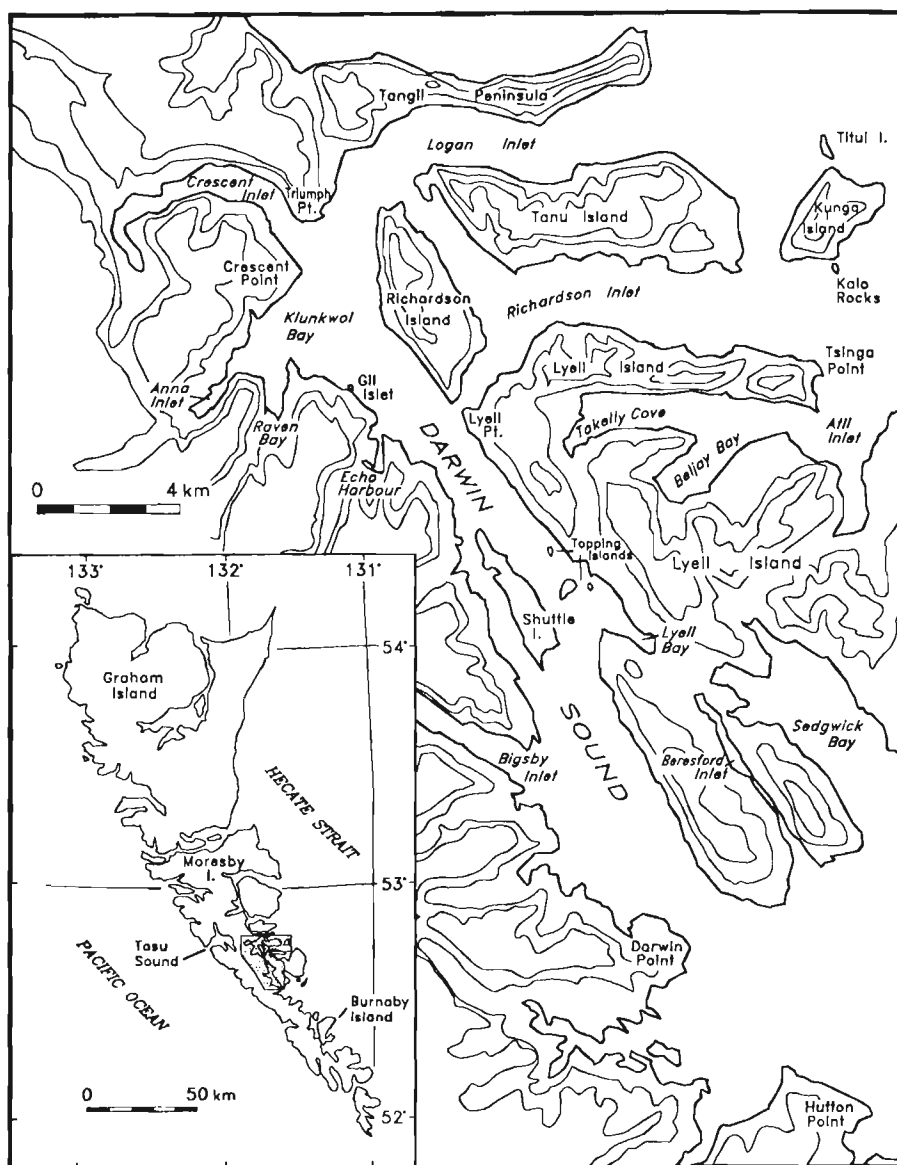 Tangil Peninsula
Logan Inlet
Titul I.
Crescent
Inlet
Triumph
Pt.
Tanu Island
Kunga
Island
Crescent
Point
Kalo
Rocks
Richardson
Island
Richardson Inlet
Klunkwoi
Bay
Tsinga
Point
Lyell Island
Gil
Islet
Anna
Inlet
Lyell
Pt.
Takelly Cove
Atli
Inlet
Raven
Bay
Beljay Bay
DARWIN
Echo
Harbour
0 4 km
Topping
Islands
Lyell Island
133°
132°
131°
Shuttle
I.
Lyell
Bay
54°
Graham
Island
SOUND
Sedgwick
Bay
Bigsby
Inlet
Beresford
Inlet
HECATE STRAIT
Moresby
I.
53°
Tasu
Sound
Darwin
Point
PACIFIC OCEAN
Burnaby
Island
0 50 km
52°
Hutton
Point